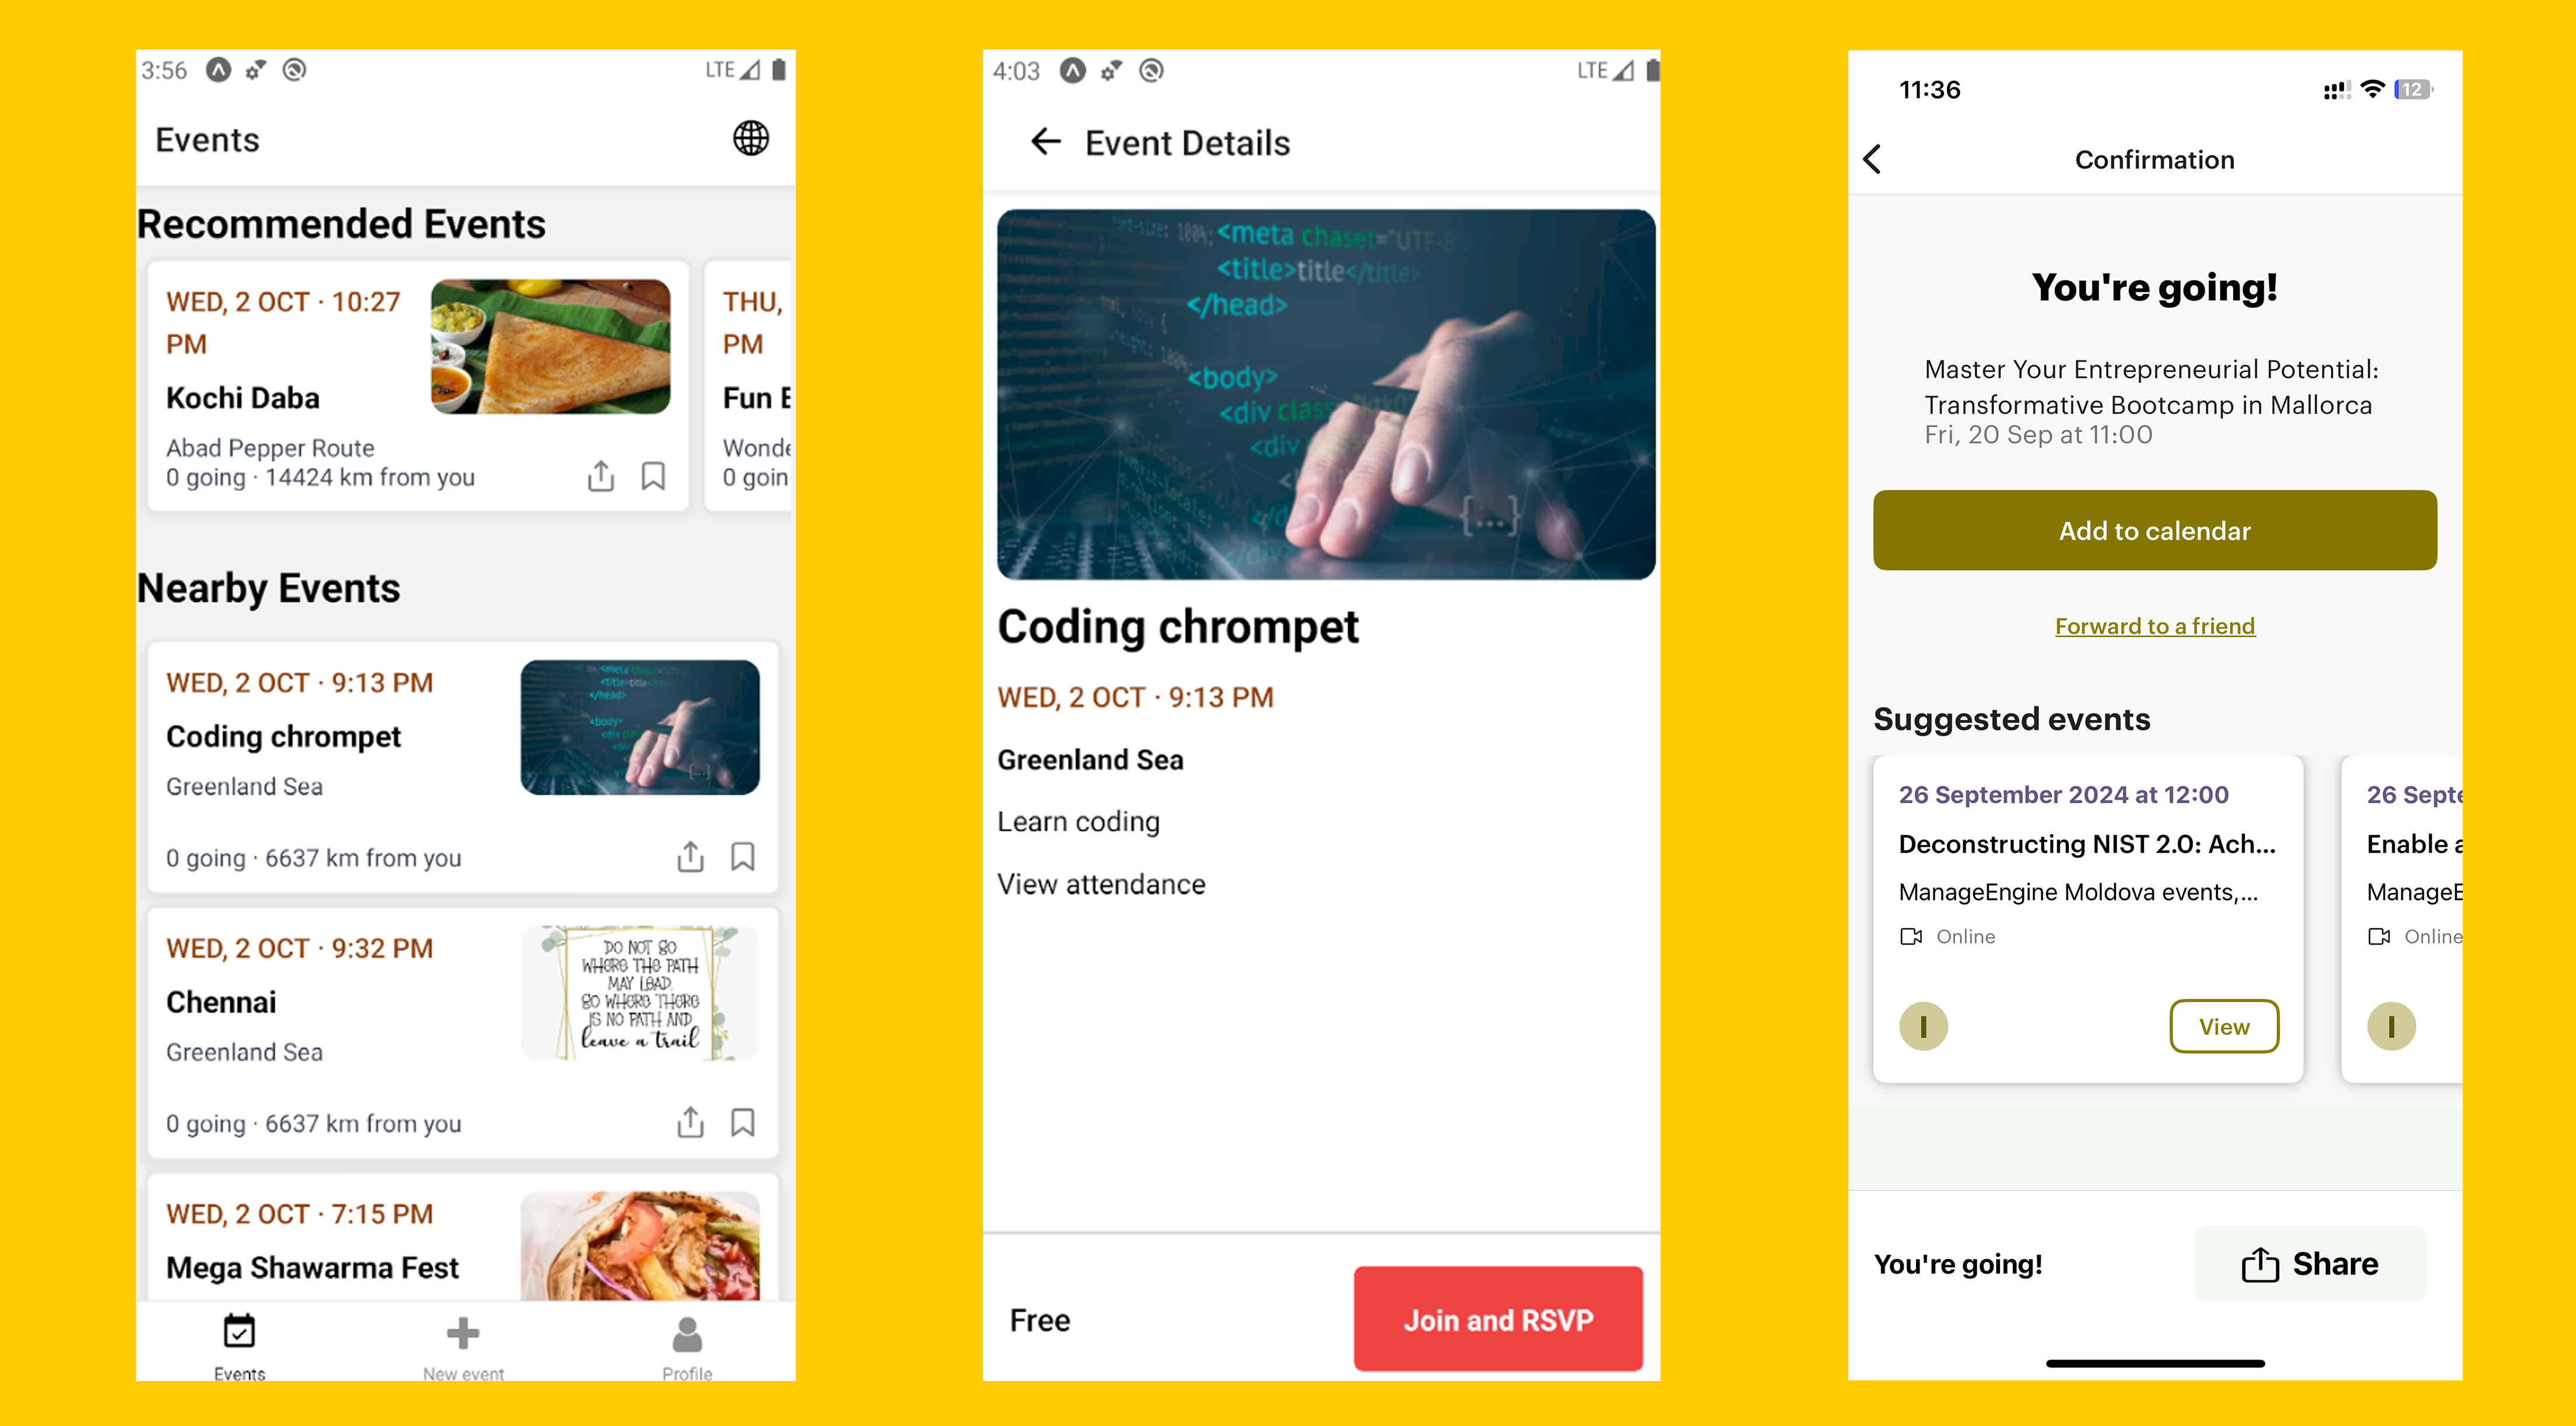 3:56
LTE
Events
Recommended Events
WED, 2 OCT · 10:27
PM
Kochi Daba
Abad Pepper Route
0 going · 14424 km from you
THU,
PM
Fun E
Wonde
0 goin
Nearby Events
WED, 2 OCT · 9:13 PM
Coding chrompet
Greenland Sea
0 going · 6637 km from you
<meta
<title>title
</head>
<body>
WED, 2 OCT · 9:32 PM
Chennai
Greenland Sea
0 going · 6637 km from you
DO NOT GO
WHERE THE PATH
MAY LEAD,
GO WHERE THERE
IS NO PATH AND
leave a trail
WED, 2 OCT · 7:15 PM
Mega Shawarma Fest
Events
New event
Profile
4:03
LTE
Event Details
<meta chaset="UTF-8
<title>title</title>
</head>
<body>
<div class
<div
{...}
Coding chrompet
WED, 2 OCT · 9:13 PM
Greenland Sea
Learn coding
View attendance
Free
Join and RSVP
11:36
12
Confirmation
You're going!
Master Your Entrepreneurial Potential:
Transformative Bootcamp in Mallorca
Fri, 20 Sep at 11:00
Add to calendar
Forward to a friend
Suggested events
26 September 2024 at 12:00
Deconstructing NIST 2.0: Ach...
ManageEngine Moldova events,...
Online
I
View
26 Septe
Enable a
ManageE
Online
I
You're going!
Share